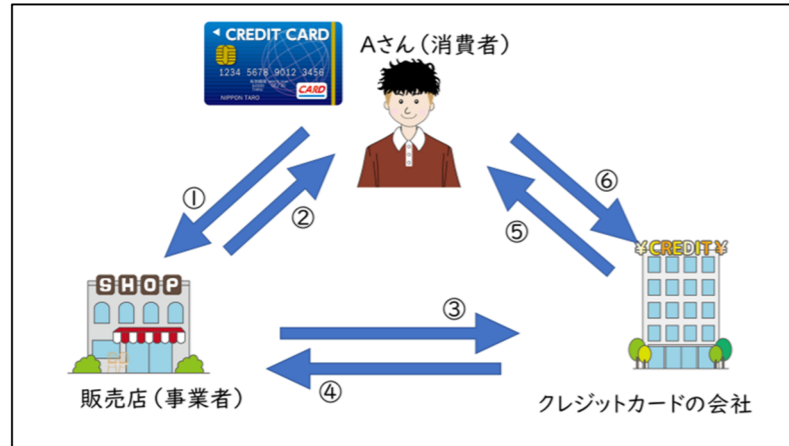 CREDIT CARD
1234 5678 9012 3456
NIPPON TARO
CARD
Aさん(消費者)
①
②
⑥
⑤
¥CREDIT¥
SHOP
③
④
販売店(事業者)
クレジットカードの会社